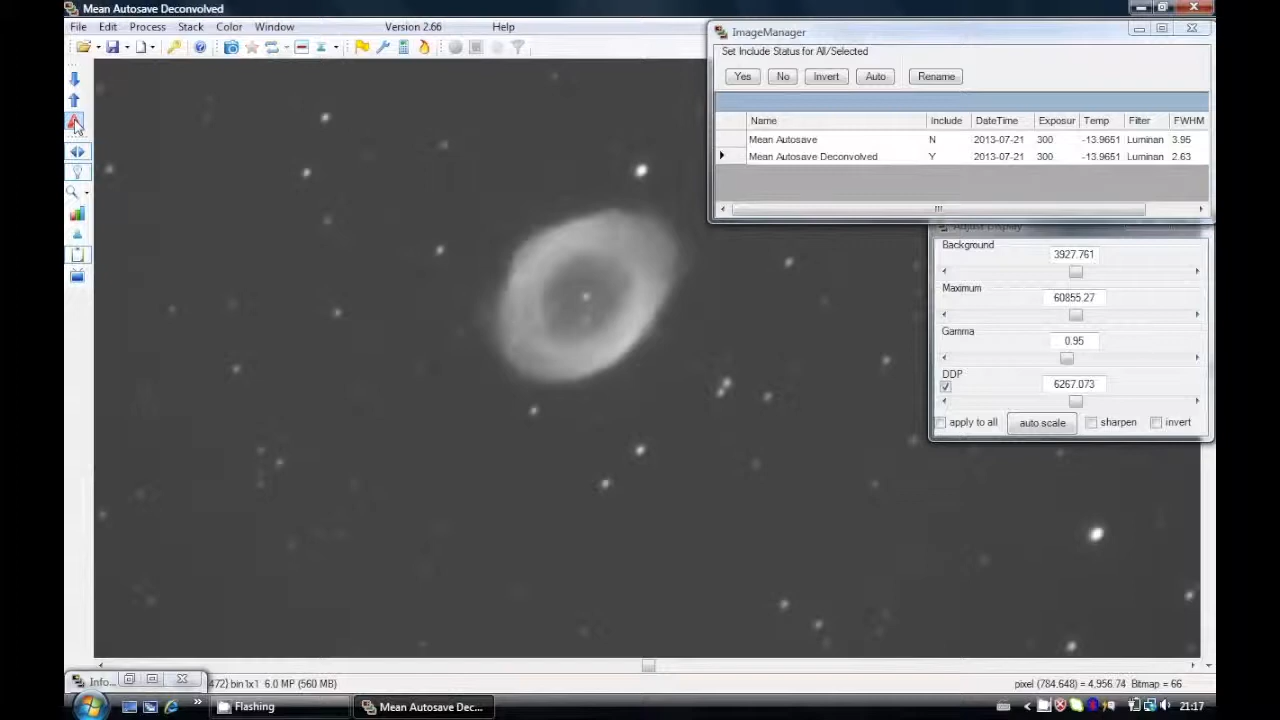 Mean Autosave Deconvolved
File Edit Process Stack Color Window Version 2.66 Help
ImageManager
Set Include Status for All/Selected
Yes No Invert Auto Rename
Name Include DateTime Exposur Temp Filter FWHM
Mean Autosave N 2013-07-21 300 -13.9651 Luminan 3.95
Mean Autosave Deconvolved Y 2013-07-21 300 -13.9651 Luminan 2.63
Adjust Display
Background
3927.761
Maximum
60855.27
Gamma
0.95
DDP
6267.073
apply to all auto scale sharpen invert
Info... 472] bin1x1 6.0 MP (560 MB) pixel (784.648) = 4,956.74 Bitmap = 66
Flashing Mean Autosave Dec... 21:17